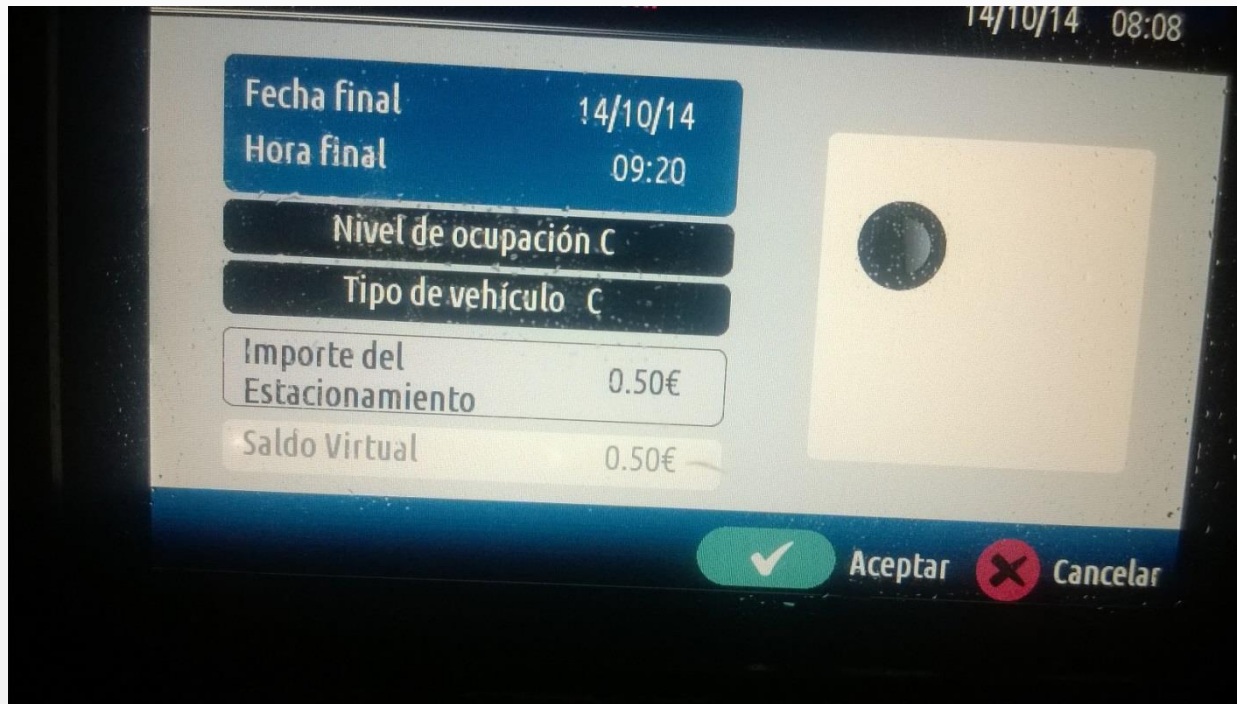 14/10/14 08:08
Fecha final 14/10/14
Hora final 09:20
Nivel de ocupación C
Tipo de vehículo C
Importe del
Estacionamiento 0.50€
Saldo Virtual 0.50€
Aceptar Cancelar